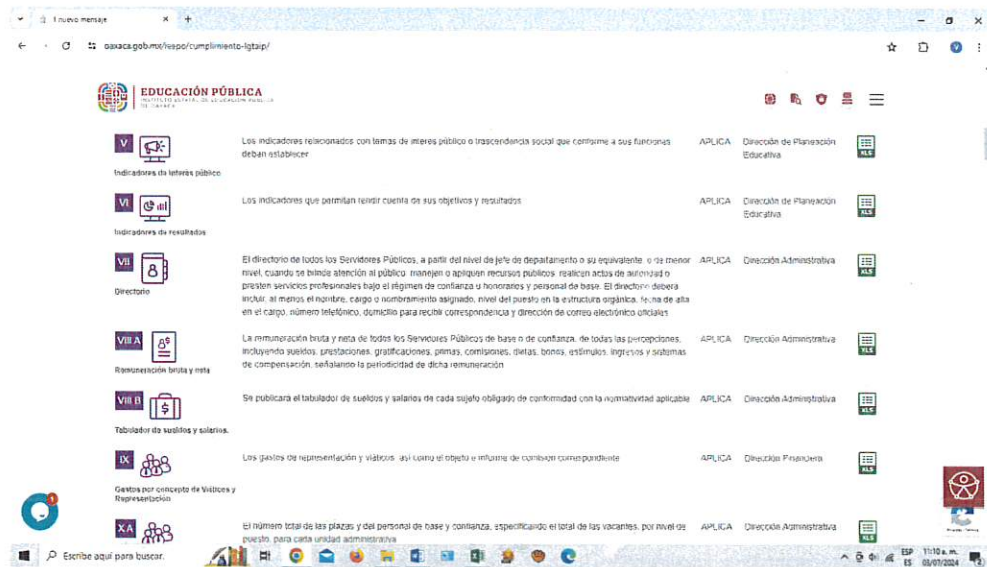 1 nuevo mensaje
oaxaca.gob.mx/ieepo/cumplimiento-lgtaip/
EDUCACIÓN PÚBLICA
INSTITUTO ESTATAL DE EDUCACIÓN PÚBLICA
DE OAXACA
V
Los indicadores relacionados con temas de interés público o trascendencia social que conforme a sus funciones
deban establecer
APLICA
Dirección de Planeación
Educativa
XLS
Indicadores de interés público
VI
Los indicadores que permitan rendir cuenta de sus objetivos y resultados
APLICA
Dirección de Planeación
Educativa
XLS
Indicadores de resultados
VII
El directorio de todos los Servidores Públicos, a partir del nivel de jefe de departamento o su equivalente, o de menor
nivel, cuando se brinde atención al público; manejen o apliquen recursos públicos; realicen actos de autoridad o
presten servicios profesionales bajo el régimen de confianza u honorarios y personal de base. El directorio deberá
incluir, al menos el nombre, cargo o nombramiento asignado, nivel del puesto en la estructura orgánica, fecha de alta
en el cargo, número telefónico, domicilio para recibir correspondencia y dirección de correo electrónico oficiales
APLICA
Dirección Administrativa
XLS
Directorio
VIII A
La remuneración bruta y neta de todos los Servidores Públicos de base o de confianza, de todas las percepciones,
incluyendo sueldos, prestaciones, gratificaciones, primas, comisiones, dietas, bonos, estímulos, ingresos y sistemas
de compensación, señalando la periodicidad de dicha remuneración
APLICA
Dirección Administrativa
XLS
Remuneración bruta y neta
VIII B
Se publicará el tabulador de sueldos y salarios de cada sujeto obligado de conformidad con la normatividad aplicable
APLICA
Dirección Administrativa
XLS
Tabulador de sueldos y salarios.
IX
Los gastos de representación y viáticos, así como el objeto e informe de comisión correspondiente
APLICA
Dirección Financiera
XLS
Gastos por concepto de Viáticos y
Representación
X A
El número total de las plazas y del personal de base y confianza, especificando el total de las vacantes, por nivel de
puesto, para cada unidad administrativa
APLICA
Dirección Administrativa
XLS
1
V
Escribe aquí para buscar.
ESP
ES
11:10 a. m.
03/07/2024
2